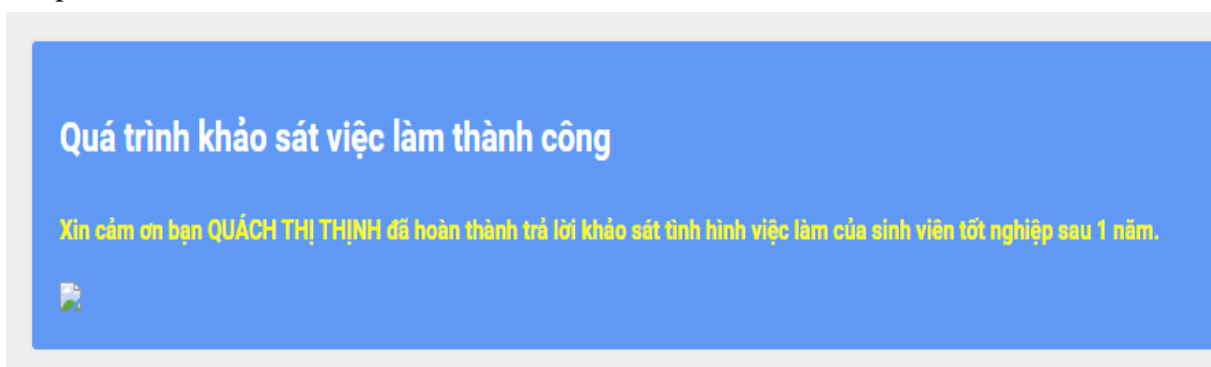 Quá trình khảo sát việc làm thành công
Xin cảm ơn bạn QUÁCH THỊ THỊNH đã hoàn thành trả lời khảo sát tình hình việc làm của sinh viên tốt nghiệp sau 1 năm.